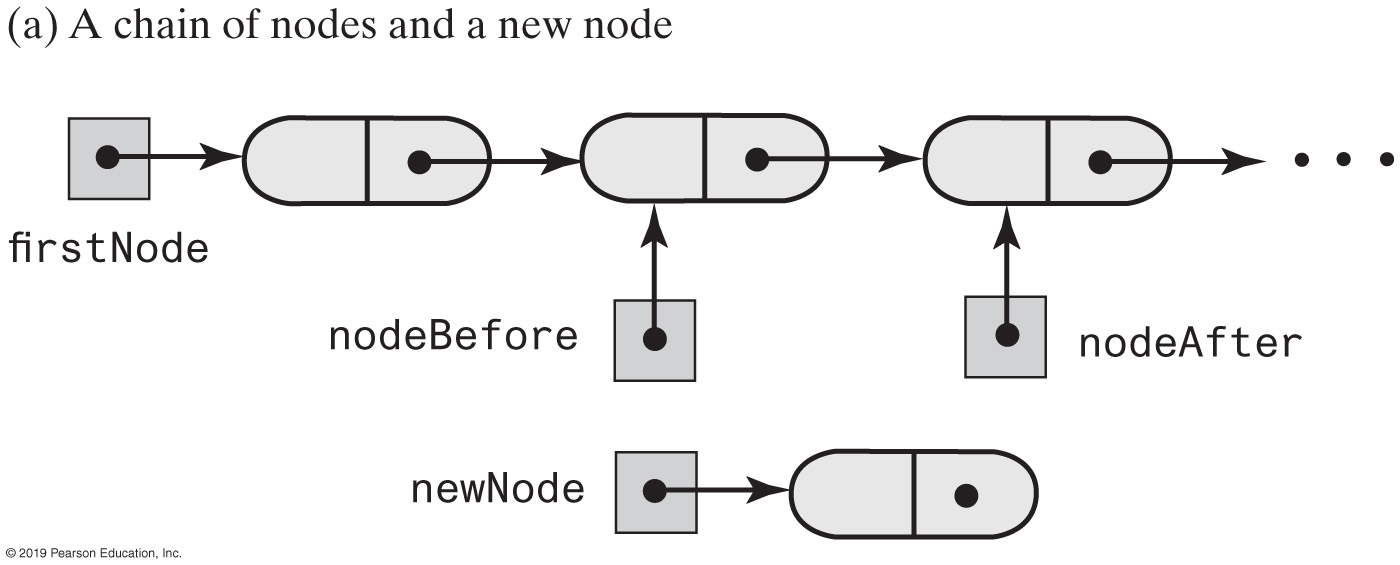 (a) A chain of nodes and a new node
firstNode
nodeBefore
nodeAfter
newNode
© 2019 Pearson Education, Inc.